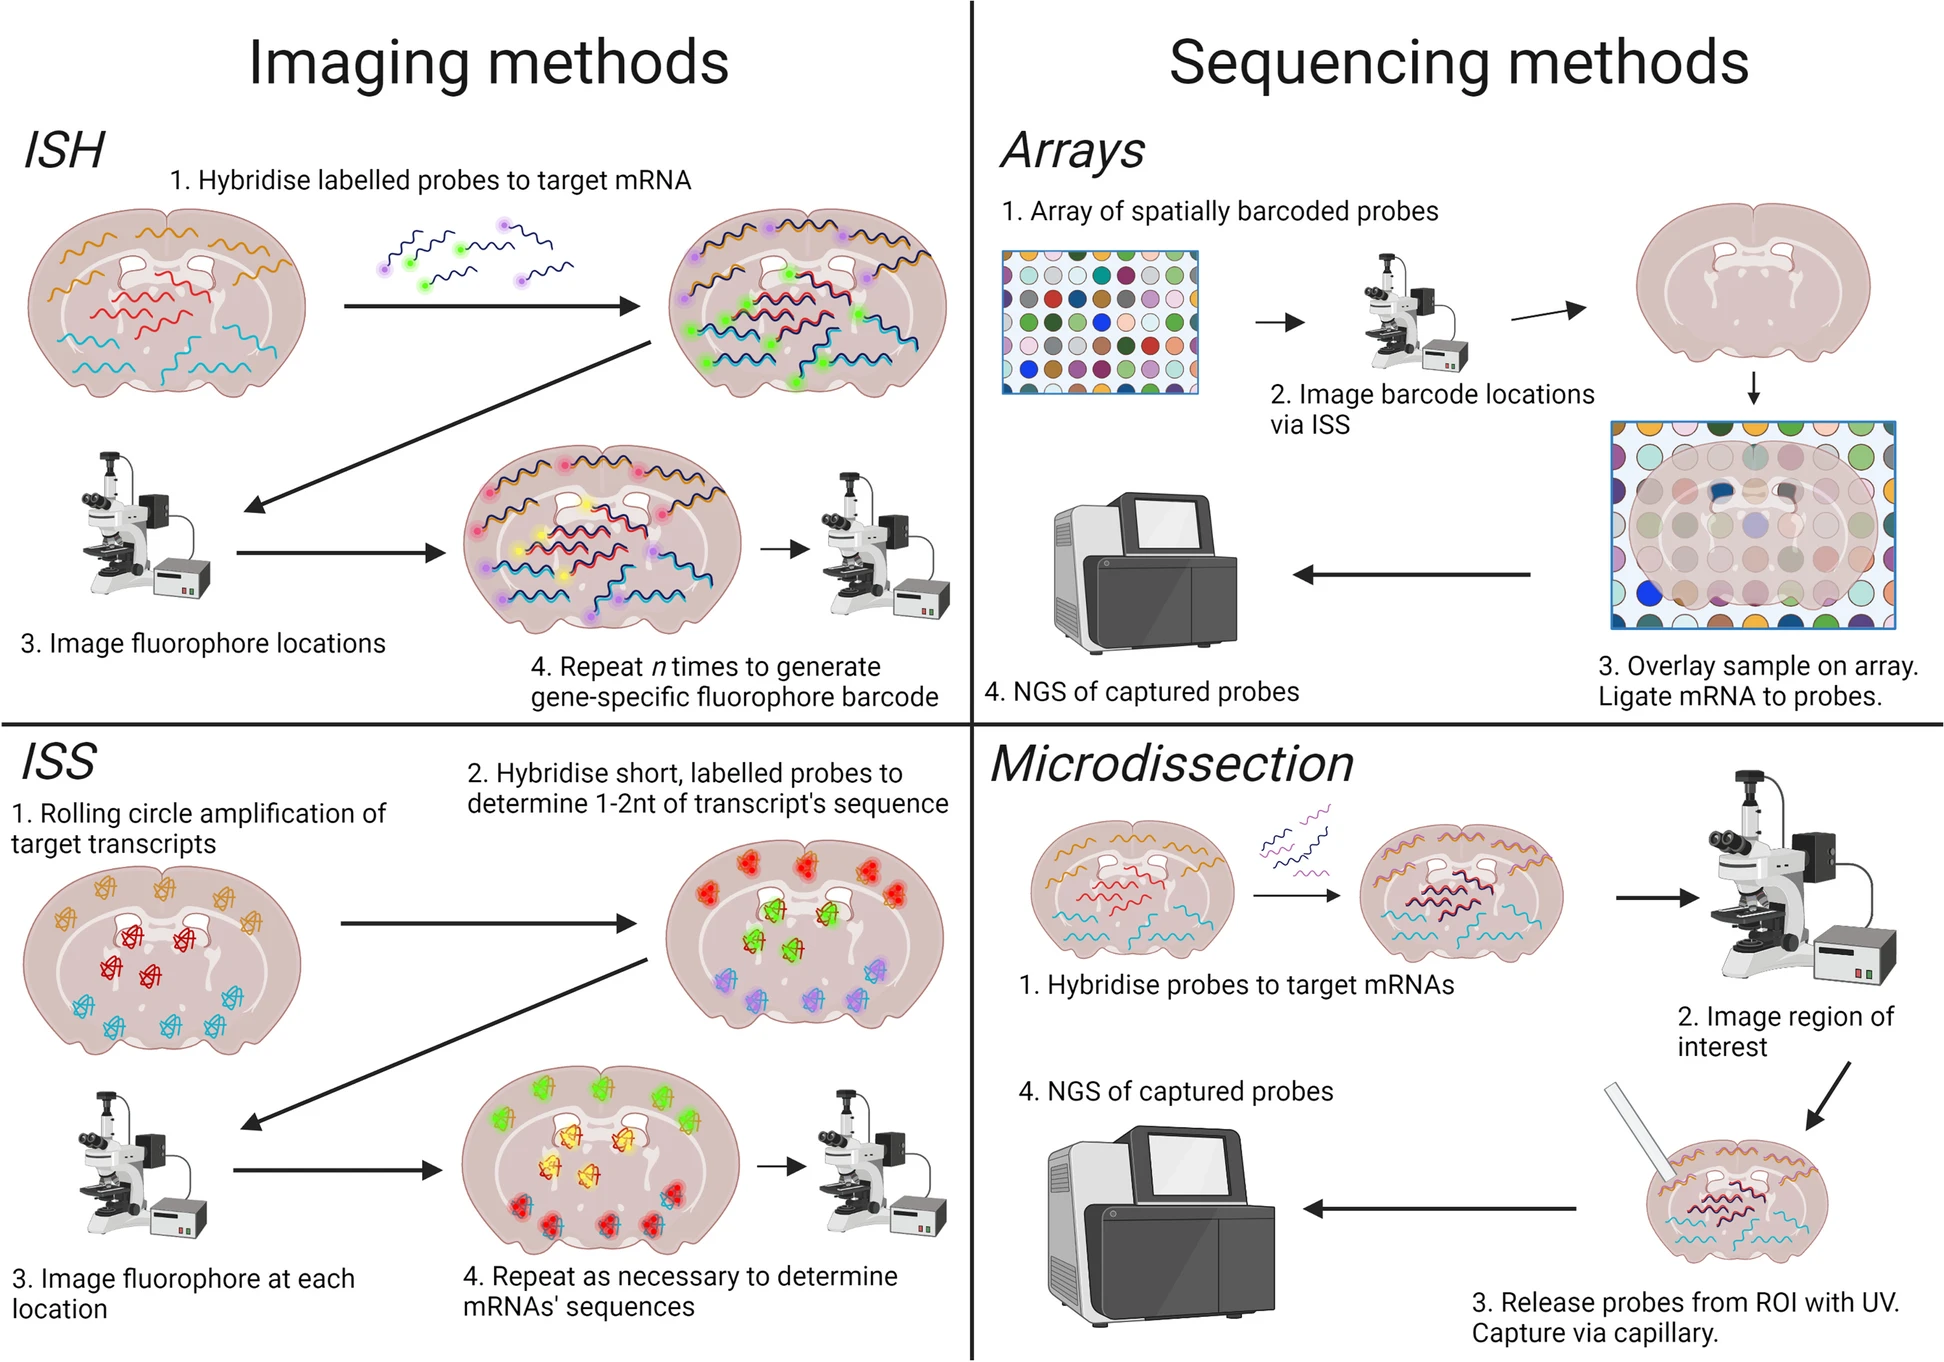 Imaging methods
Sequencing methods
ISH
1. Hybridise labelled probes to target mRNA
3. Image fluorophore locations
4. Repeat n times to generate
gene-specific fluorophore barcode
Arrays
1. Array of spatially barcoded probes
2. Image barcode locations
via ISS
3. Overlay sample on array.
Ligate mRNA to probes.
4. NGS of captured probes
ISS
1. Rolling circle amplification of
target transcripts
2. Hybridise short, labelled probes to
determine 1-2nt of transcript's sequence
3. Image fluorophore at each
location
4. Repeat as necessary to determine
mRNAs' sequences
Microdissection
1. Hybridise probes to target mRNAs
2. Image region of
interest
3. Release probes from ROI with UV.
Capture via capillary.
4. NGS of captured probes